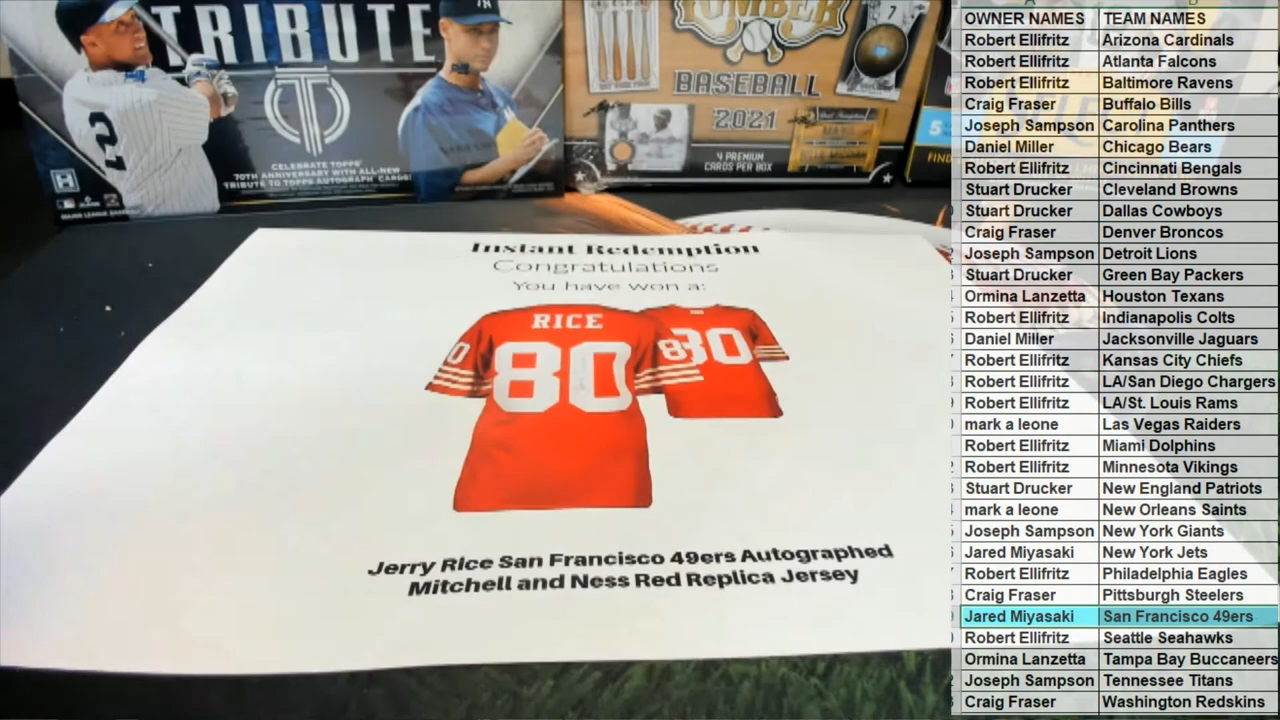 TRIBUTE
2
CELEBRATE TOPPS'
70TH ANNIVERSARY WITH ALL-NEW
TRIBUTE TO TOPPS AUTOGRAPH CARDS!
LUMBER
BASEBALL
2021
4 PREMIUM
CARDS PER BOX
7
5
FIND
Instant Redemption
Congratulations
You have won a:
RICE
80
80
Jerry Rice San Francisco 49ers Autographed
Mitchell and Ness Red Replica Jersey
OWNER NAMES TEAM NAMES
Robert Ellifritz Arizona Cardinals
Robert Ellifritz Atlanta Falcons
Robert Ellifritz Baltimore Ravens
Craig Fraser Buffalo Bills
Joseph Sampson Carolina Panthers
Daniel Miller Chicago Bears
Robert Ellifritz Cincinnati Bengals
Stuart Drucker Cleveland Browns
Stuart Drucker Dallas Cowboys
Craig Fraser Denver Broncos
Joseph Sampson Detroit Lions
Stuart Drucker Green Bay Packers
Ormina Lanzetta Houston Texans
Robert Ellifritz Indianapolis Colts
Daniel Miller Jacksonville Jaguars
Robert Ellifritz Kansas City Chiefs
Robert Ellifritz LA/San Diego Chargers
Robert Ellifritz LA/St. Louis Rams
mark a leone Las Vegas Raiders
Robert Ellifritz Miami Dolphins
Robert Ellifritz Minnesota Vikings
Stuart Drucker New England Patriots
mark a leone New Orleans Saints
Joseph Sampson New York Giants
Jared Miyasaki New York Jets
Robert Ellifritz Philadelphia Eagles
Craig Fraser Pittsburgh Steelers
Jared Miyasaki San Francisco 49ers
Robert Ellifritz Seattle Seahawks
Ormina Lanzetta Tampa Bay Buccaneers
Joseph Sampson Tennessee Titans
Craig Fraser Washington Redskins